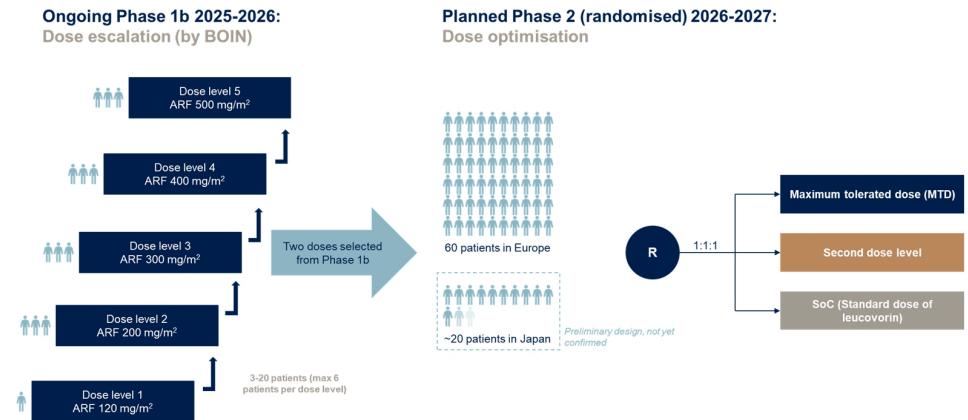 Ongoing Phase 1b 2025-2026:
Dose escalation (by BOIN)
Dose level 5
ARF 500 mg/m²
Dose level 4
ARF 400 mg/m²
Dose level 3
ARF 300 mg/m²
Dose level 2
ARF 200 mg/m²
Dose level 1
ARF 120 mg/m²
3-20 patients (max 6
patients per dose level)
Two doses selected
from Phase 1b
Planned Phase 2 (randomised) 2026-2027:
Dose optimisation
60 patients in Europe
~20 patients in Japan
Preliminary design, not yet
confirmed
R
1:1:1
Maximum tolerated dose (MTD)
Second dose level
SoC (Standard dose of
leucovorin)